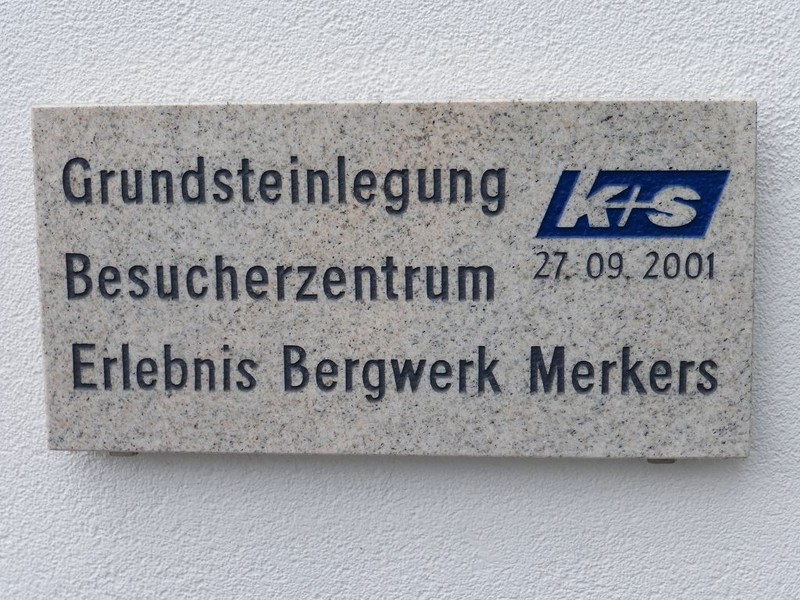 Grundsteinlegung
K+S
Besucherzentrum
27. 09. 2001
Erlebnis Bergwerk Merkers